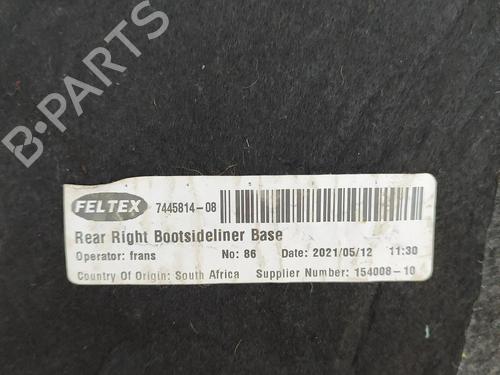 B-PARTS
FELTEX 7445814-08
Rear Right Bootsideliner Base
Operator: frans No: 86 Date: 2021/05/12 11:30
Country Of Origin: South Africa Supplier Number: 154008-10